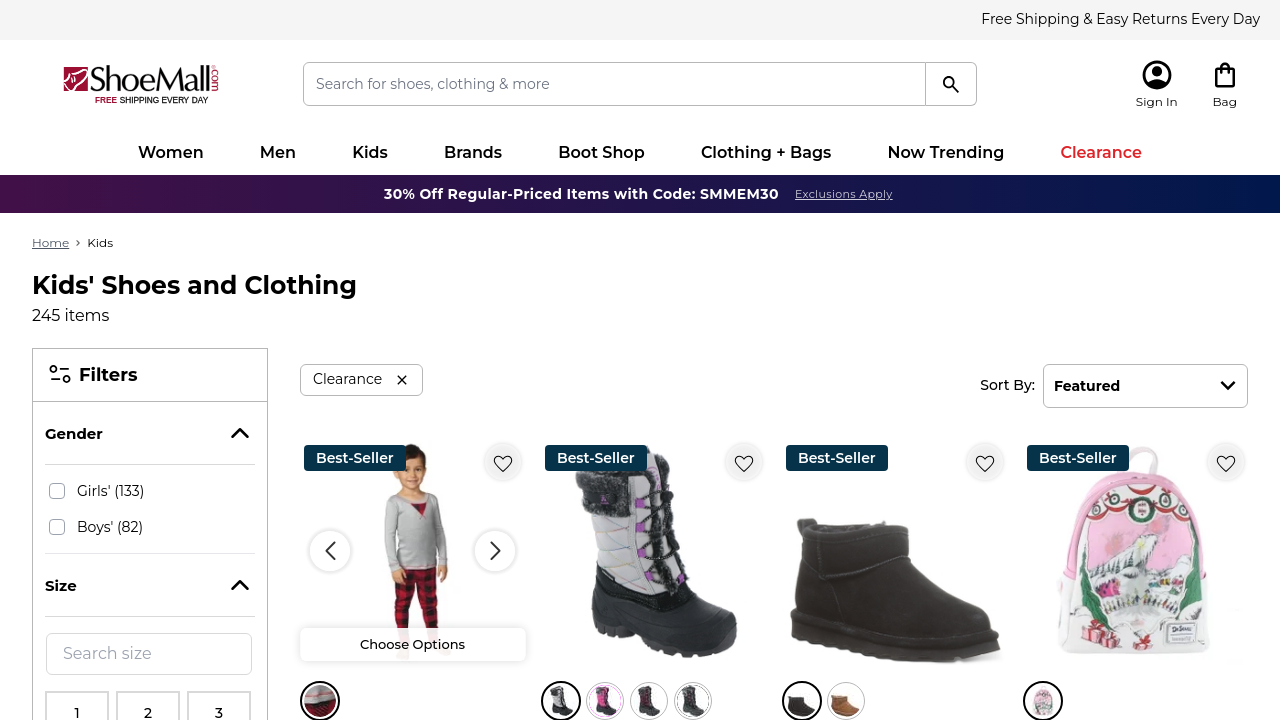 Free Shipping & Easy Returns Every Day
ShoeMall.com
FREE SHIPPING EVERY DAY
Search for shoes, clothing & more
Sign In
Bag
Women
Men
Kids
Brands
Boot Shop
Clothing + Bags
Now Trending
Clearance
30% Off Regular-Priced Items with Code: SMMEM30
Exclusions Apply
Home > Kids
Kids' Shoes and Clothing
245 items
Filters
Clearance
Sort By:
Featured
Gender
Girls' (133)
Boys' (82)
Size
Search size
1
2
3
Best-Seller
Choose Options
Best-Seller
Best-Seller
Best-Seller